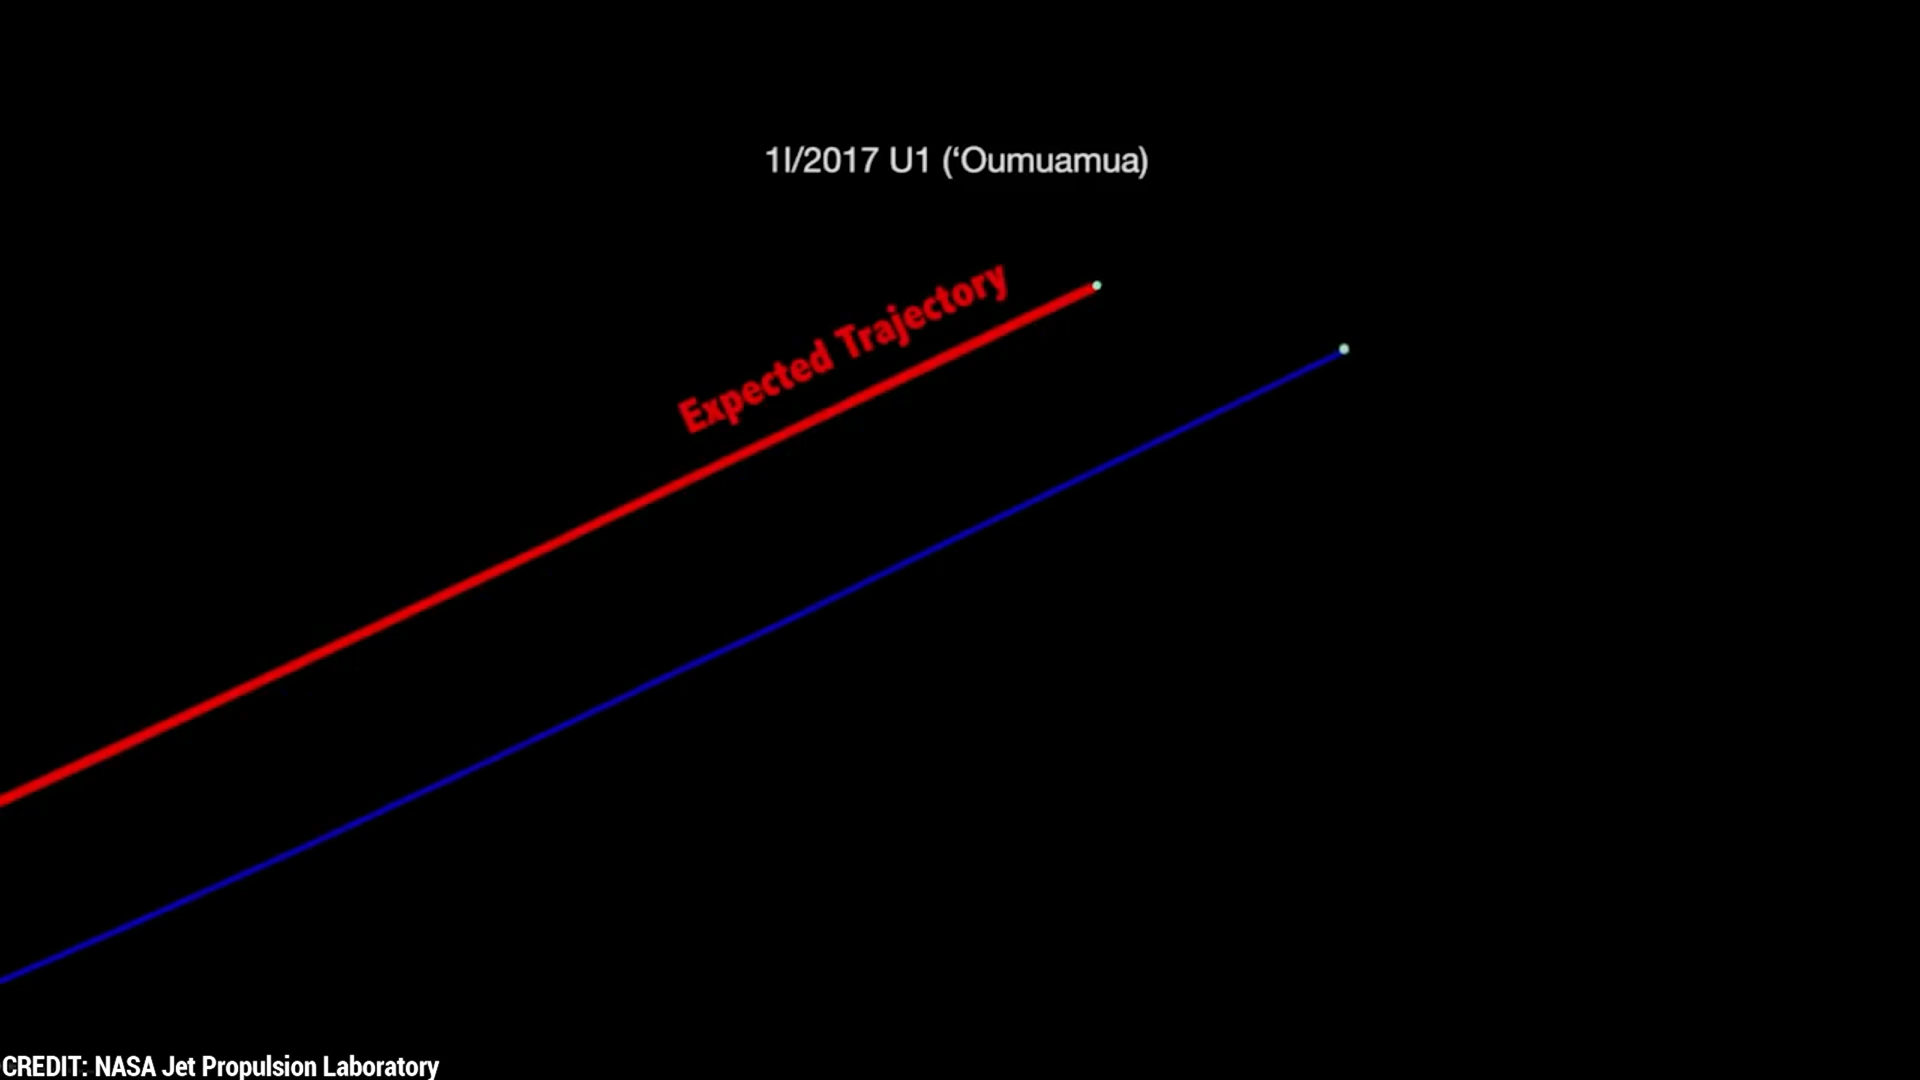 1I/2017 U1 (‘Oumuamua)
Expected Trajectory
CREDIT: NASA Jet Propulsion Laboratory